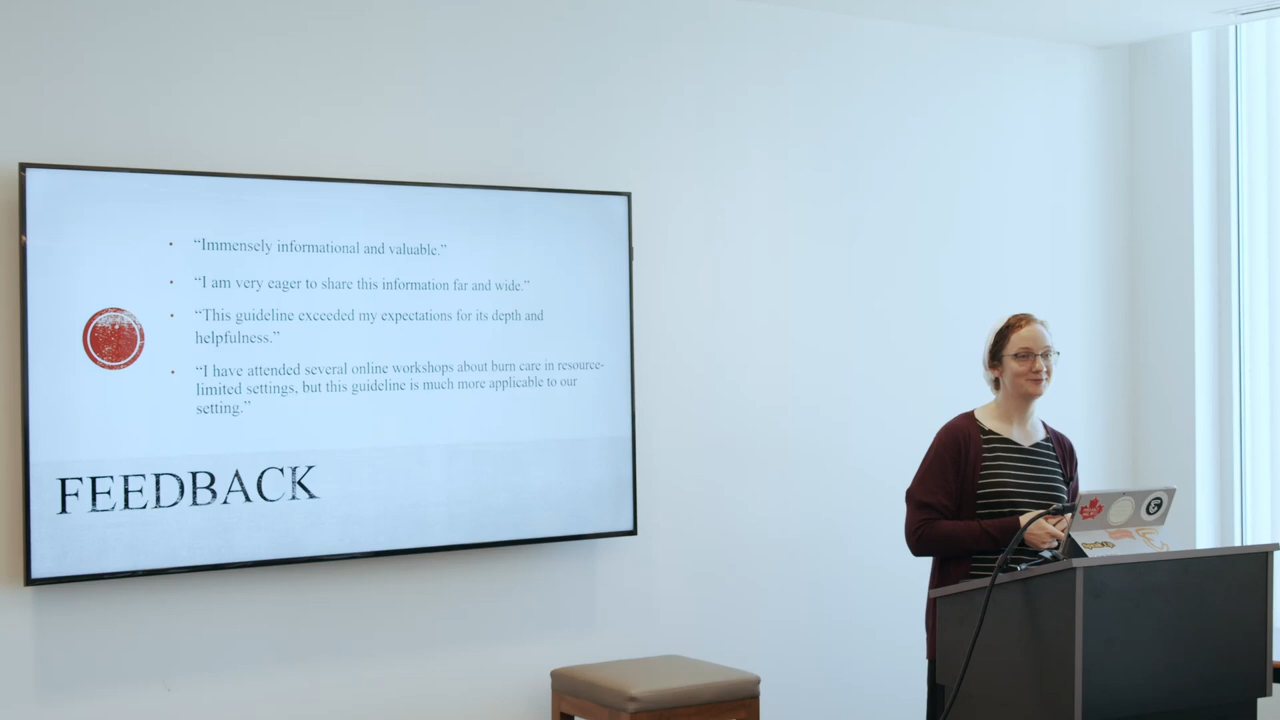 “Immensely informational and valuable.”
“I am very eager to share this information far and wide.”
“This guideline exceeded my expectations for its depth and
helpfulness.”
“I have attended several online workshops about burn care in resource-
limited settings, but this guideline is much more applicable to our
setting.”
FEEDBACK